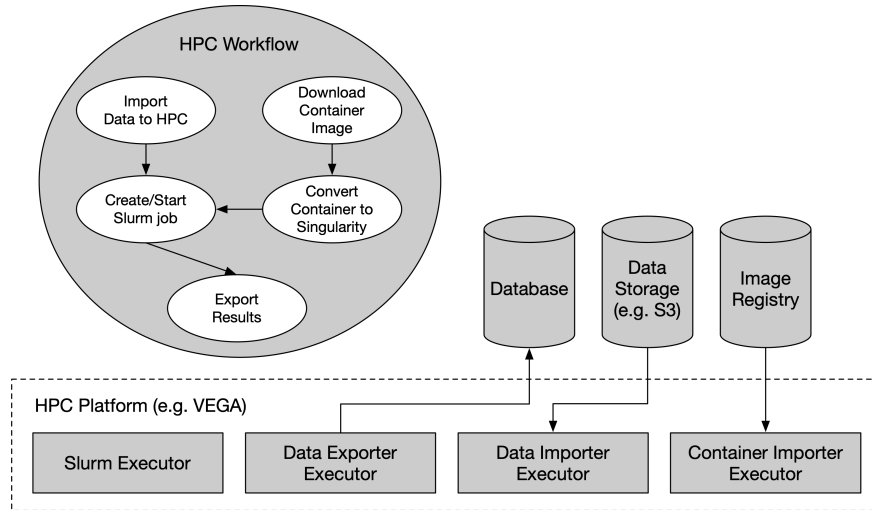 HPC Workflow
Import
Data to HPC
Download
Container
Image
Create/Start
Slurm job
Convert
Container to
Singularity
Export
Results
Database
Data
Storage
(e.g. S3)
Image
Registry
HPC Platform (e.g. VEGA)
Slurm Executor
Data Exporter
Executor
Data Importer
Executor
Container Importer
Executor